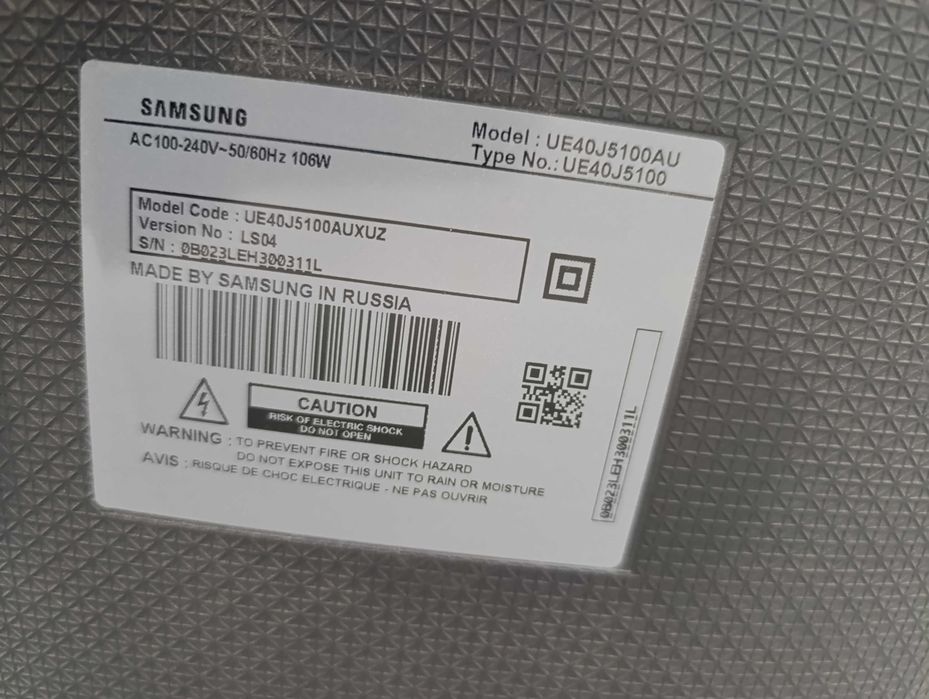 SAMSUNG
AC100-240V~50/60Hz 106W
Model : UE40J5100AU
Type No.: UE40J5100
Model Code : UE40J5100AUXUZ
Version No : LS04
S/N : 0B023LEH300311L
MADE BY SAMSUNG IN RUSSIA
CAUTION
RISK OF ELECTRIC SHOCK
DO NOT OPEN
WARNING : TO PREVENT FIRE OR SHOCK HAZARD
DO NOT EXPOSE THIS UNIT TO RAIN OR MOISTURE
AVIS : RISQUE DE CHOC ELECTRIQUE - NE PAS OUVRIR
0B023LEH300311L